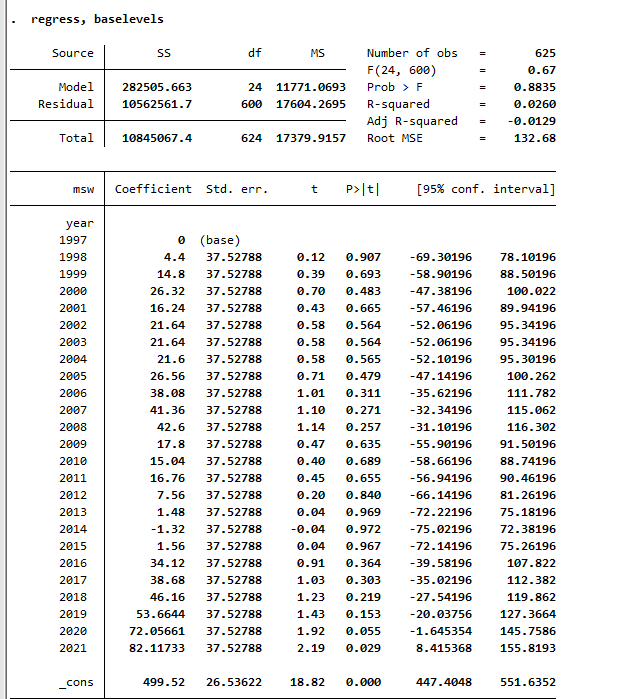 . regress, baselevels
Source SS df MS Number of obs = 625
F(24, 600) = 0.67
Model 282505.663 24 11771.0693 Prob > F = 0.8835
Residual 10562561.7 600 17604.2695 R-squared = 0.0260
Adj R-squared = -0.0129
Total 10845067.4 624 17379.9157 Root MSE = 132.68
msw Coefficient Std. err. t P>|t| [95% conf. interval]
year
1997 0 (base)
1998 4.4 37.52788 0.12 0.907 -69.30196 78.10196
1999 14.8 37.52788 0.39 0.693 -58.90196 88.50196
2000 26.32 37.52788 0.70 0.483 -47.38196 100.022
2001 16.24 37.52788 0.43 0.665 -57.46196 89.94196
2002 21.64 37.52788 0.58 0.564 -52.06196 95.34196
2003 21.64 37.52788 0.58 0.564 -52.06196 95.34196
2004 21.6 37.52788 0.58 0.565 -52.10196 95.30196
2005 26.56 37.52788 0.71 0.479 -47.14196 100.262
2006 38.08 37.52788 1.01 0.311 -35.62196 111.782
2007 41.36 37.52788 1.10 0.271 -32.34196 115.062
2008 42.6 37.52788 1.14 0.257 -31.10196 116.302
2009 17.8 37.52788 0.47 0.635 -55.90196 91.50196
2010 15.04 37.52788 0.40 0.689 -58.66196 88.74196
2011 16.76 37.52788 0.45 0.655 -56.94196 90.46196
2012 7.56 37.52788 0.20 0.840 -66.14196 81.26196
2013 1.48 37.52788 0.04 0.969 -72.22196 75.18196
2014 -1.32 37.52788 -0.04 0.972 -75.02196 72.38196
2015 1.56 37.52788 0.04 0.967 -72.14196 75.26196
2016 34.12 37.52788 0.91 0.364 -39.58196 107.822
2017 38.68 37.52788 1.03 0.303 -35.02196 112.382
2018 46.16 37.52788 1.23 0.219 -27.54196 119.862
2019 53.6644 37.52788 1.43 0.153 -20.03756 127.3664
2020 72.05661 37.52788 1.92 0.055 -1.645354 145.7586
2021 82.11733 37.52788 2.19 0.029 8.415368 155.8193
_cons 499.52 26.53622 18.82 0.000 447.4048 551.6352